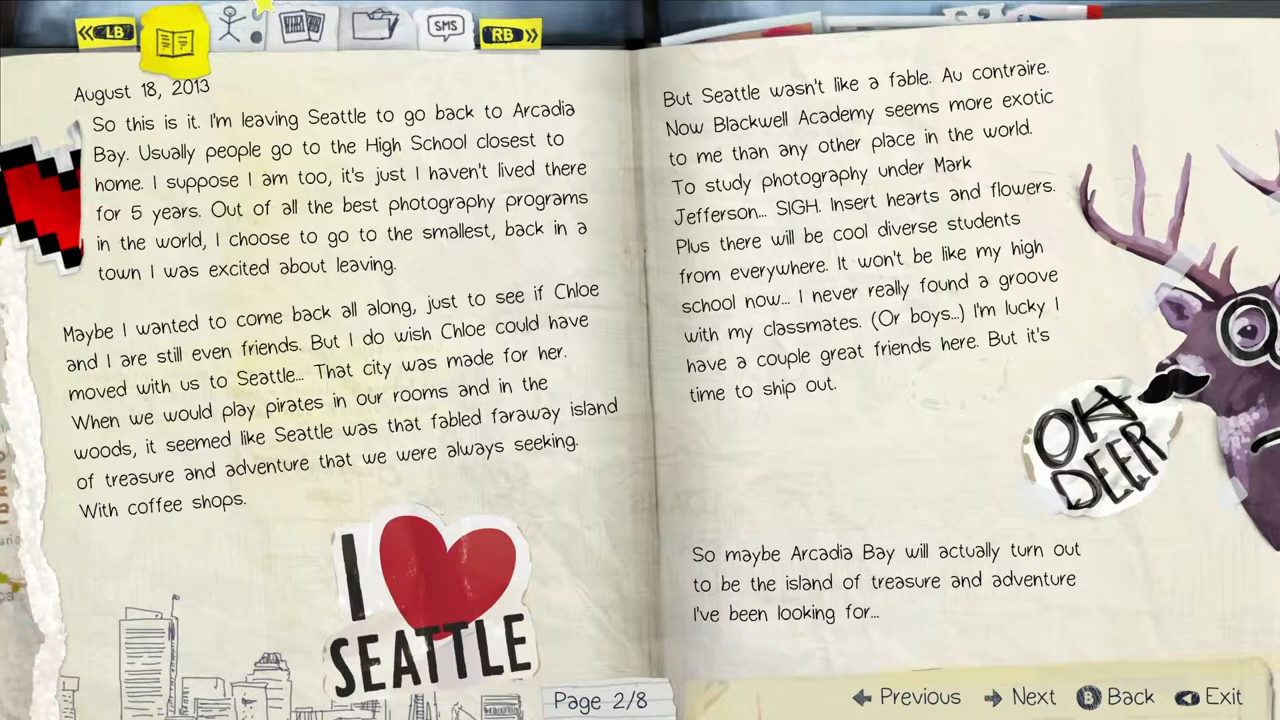 LB
SMS
RB
August 18, 2013
So this is it. I'm leaving Seattle to go back to Arcadia
Bay. Usually people go to the High School closest to
home. I suppose I am too, it's just I haven't lived there
for 5 years. Out of all the best photography programs
in the world, I choose to go to the smallest, back in a
town I was excited about leaving.
Maybe I wanted to come back all along, just to see if Chloe
and I are still even friends. But I do wish Chloe could have
moved with us to Seattle... That city was made for her.
When we would play pirates in our rooms and in the
woods, it seemed like Seattle was that fabled faraway island
of treasure and adventure that we were always seeking.
With coffee shops.
I
SEATTLE
But Seattle wasn't like a fable. Au contraire.
Now Blackwell Academy seems more exotic
to me than any other place in the world.
To study photography under Mark
Jefferson... SIGH. Insert hearts and flowers.
Plus there will be cool diverse students
from everywhere. It won't be like my high
school now... I never really found a groove
with my classmates. (Or boys...) I'm lucky I
have a couple great friends here. But it's
time to ship out.
OH
DEER
So maybe Arcadia Bay will actually turn out
to be the island of treasure and adventure
I've been looking for...
Page 2/8
Previous
Next
B Back
Exit